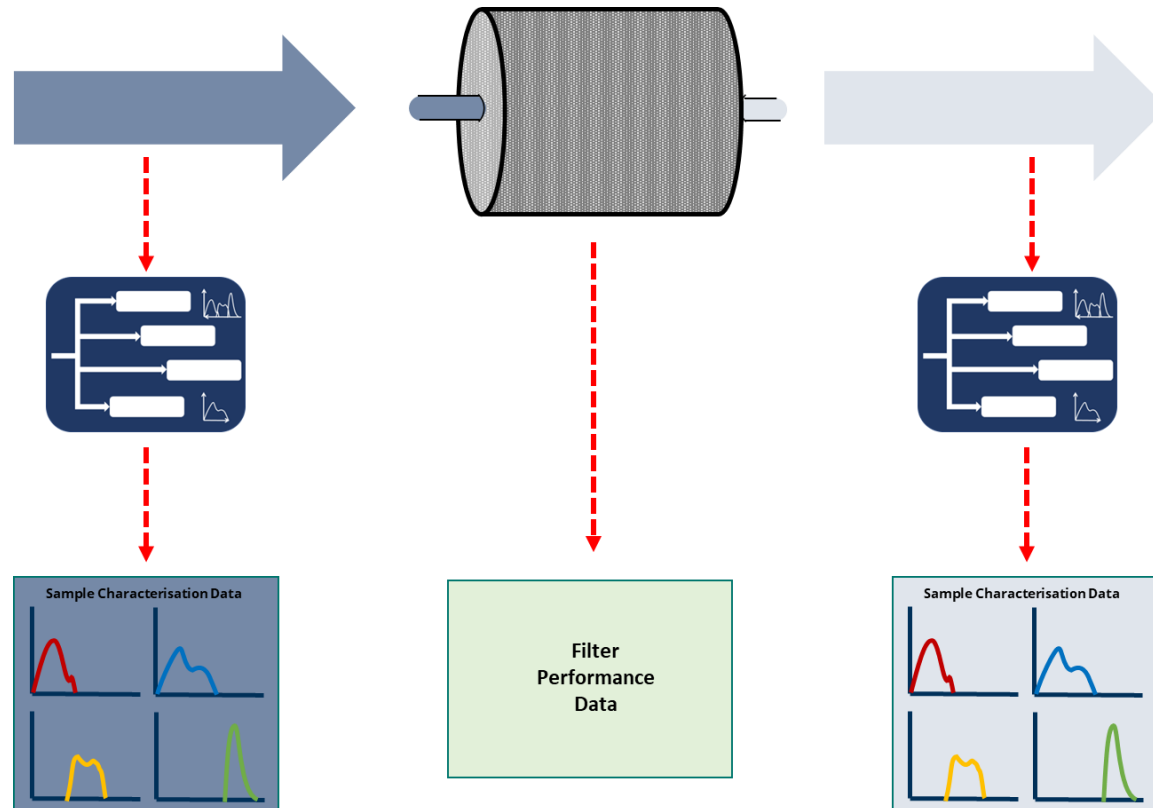 Sample Characterisation Data
Filter
Performance
Data
Sample Characterisation Data